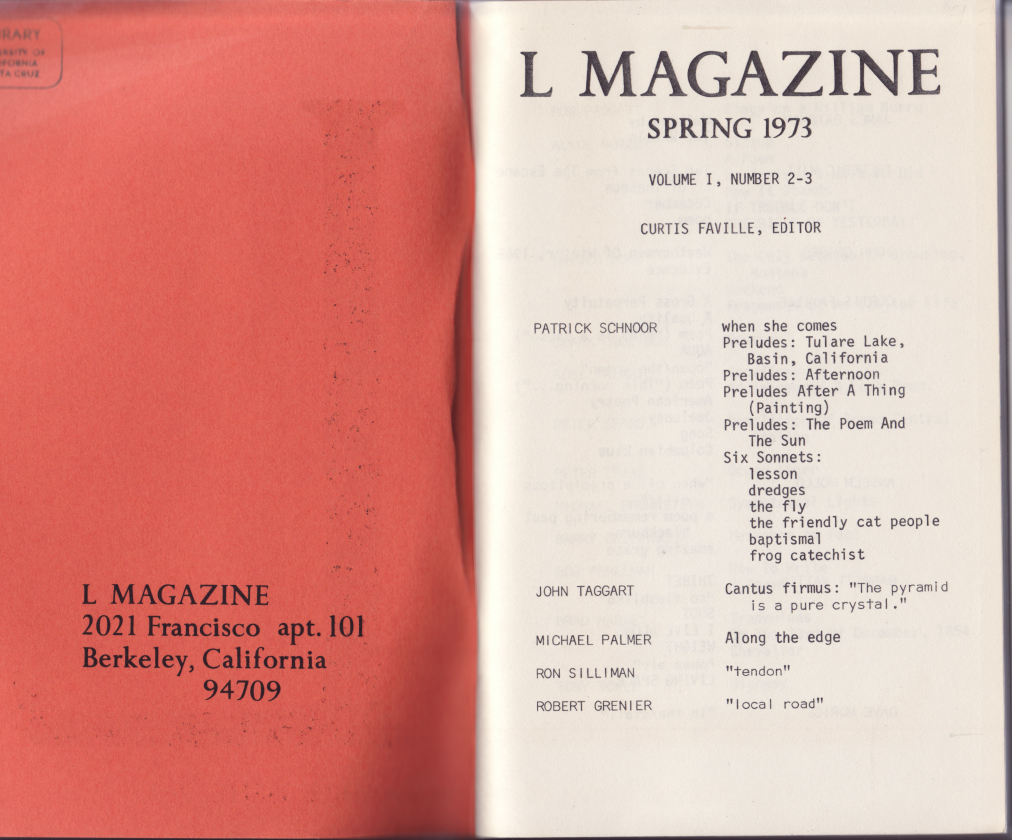 L MAGAZINE
2021 Francisco apt. 101
Berkeley, California
94709
L MAGAZINE
SPRING 1973
VOLUME I, NUMBER 2-3
CURTIS FAVILLE, EDITOR
PATRICK SCHNOOR when she comes
Preludes: Tulare Lake,
Basin, California
Preludes: Afternoon
Preludes After A Thing
(Painting)
Preludes: The Poem And
The Sun
Six Sonnets:
lesson
dredges
the fly
the friendly cat people
baptismal
frog catechist
JOHN TAGGART Cantus firmus: "The pyramid
is a pure crystal."
MICHAEL PALMER Along the edge
RON SILLIMAN "tendon"
ROBERT GRENIER "local road"